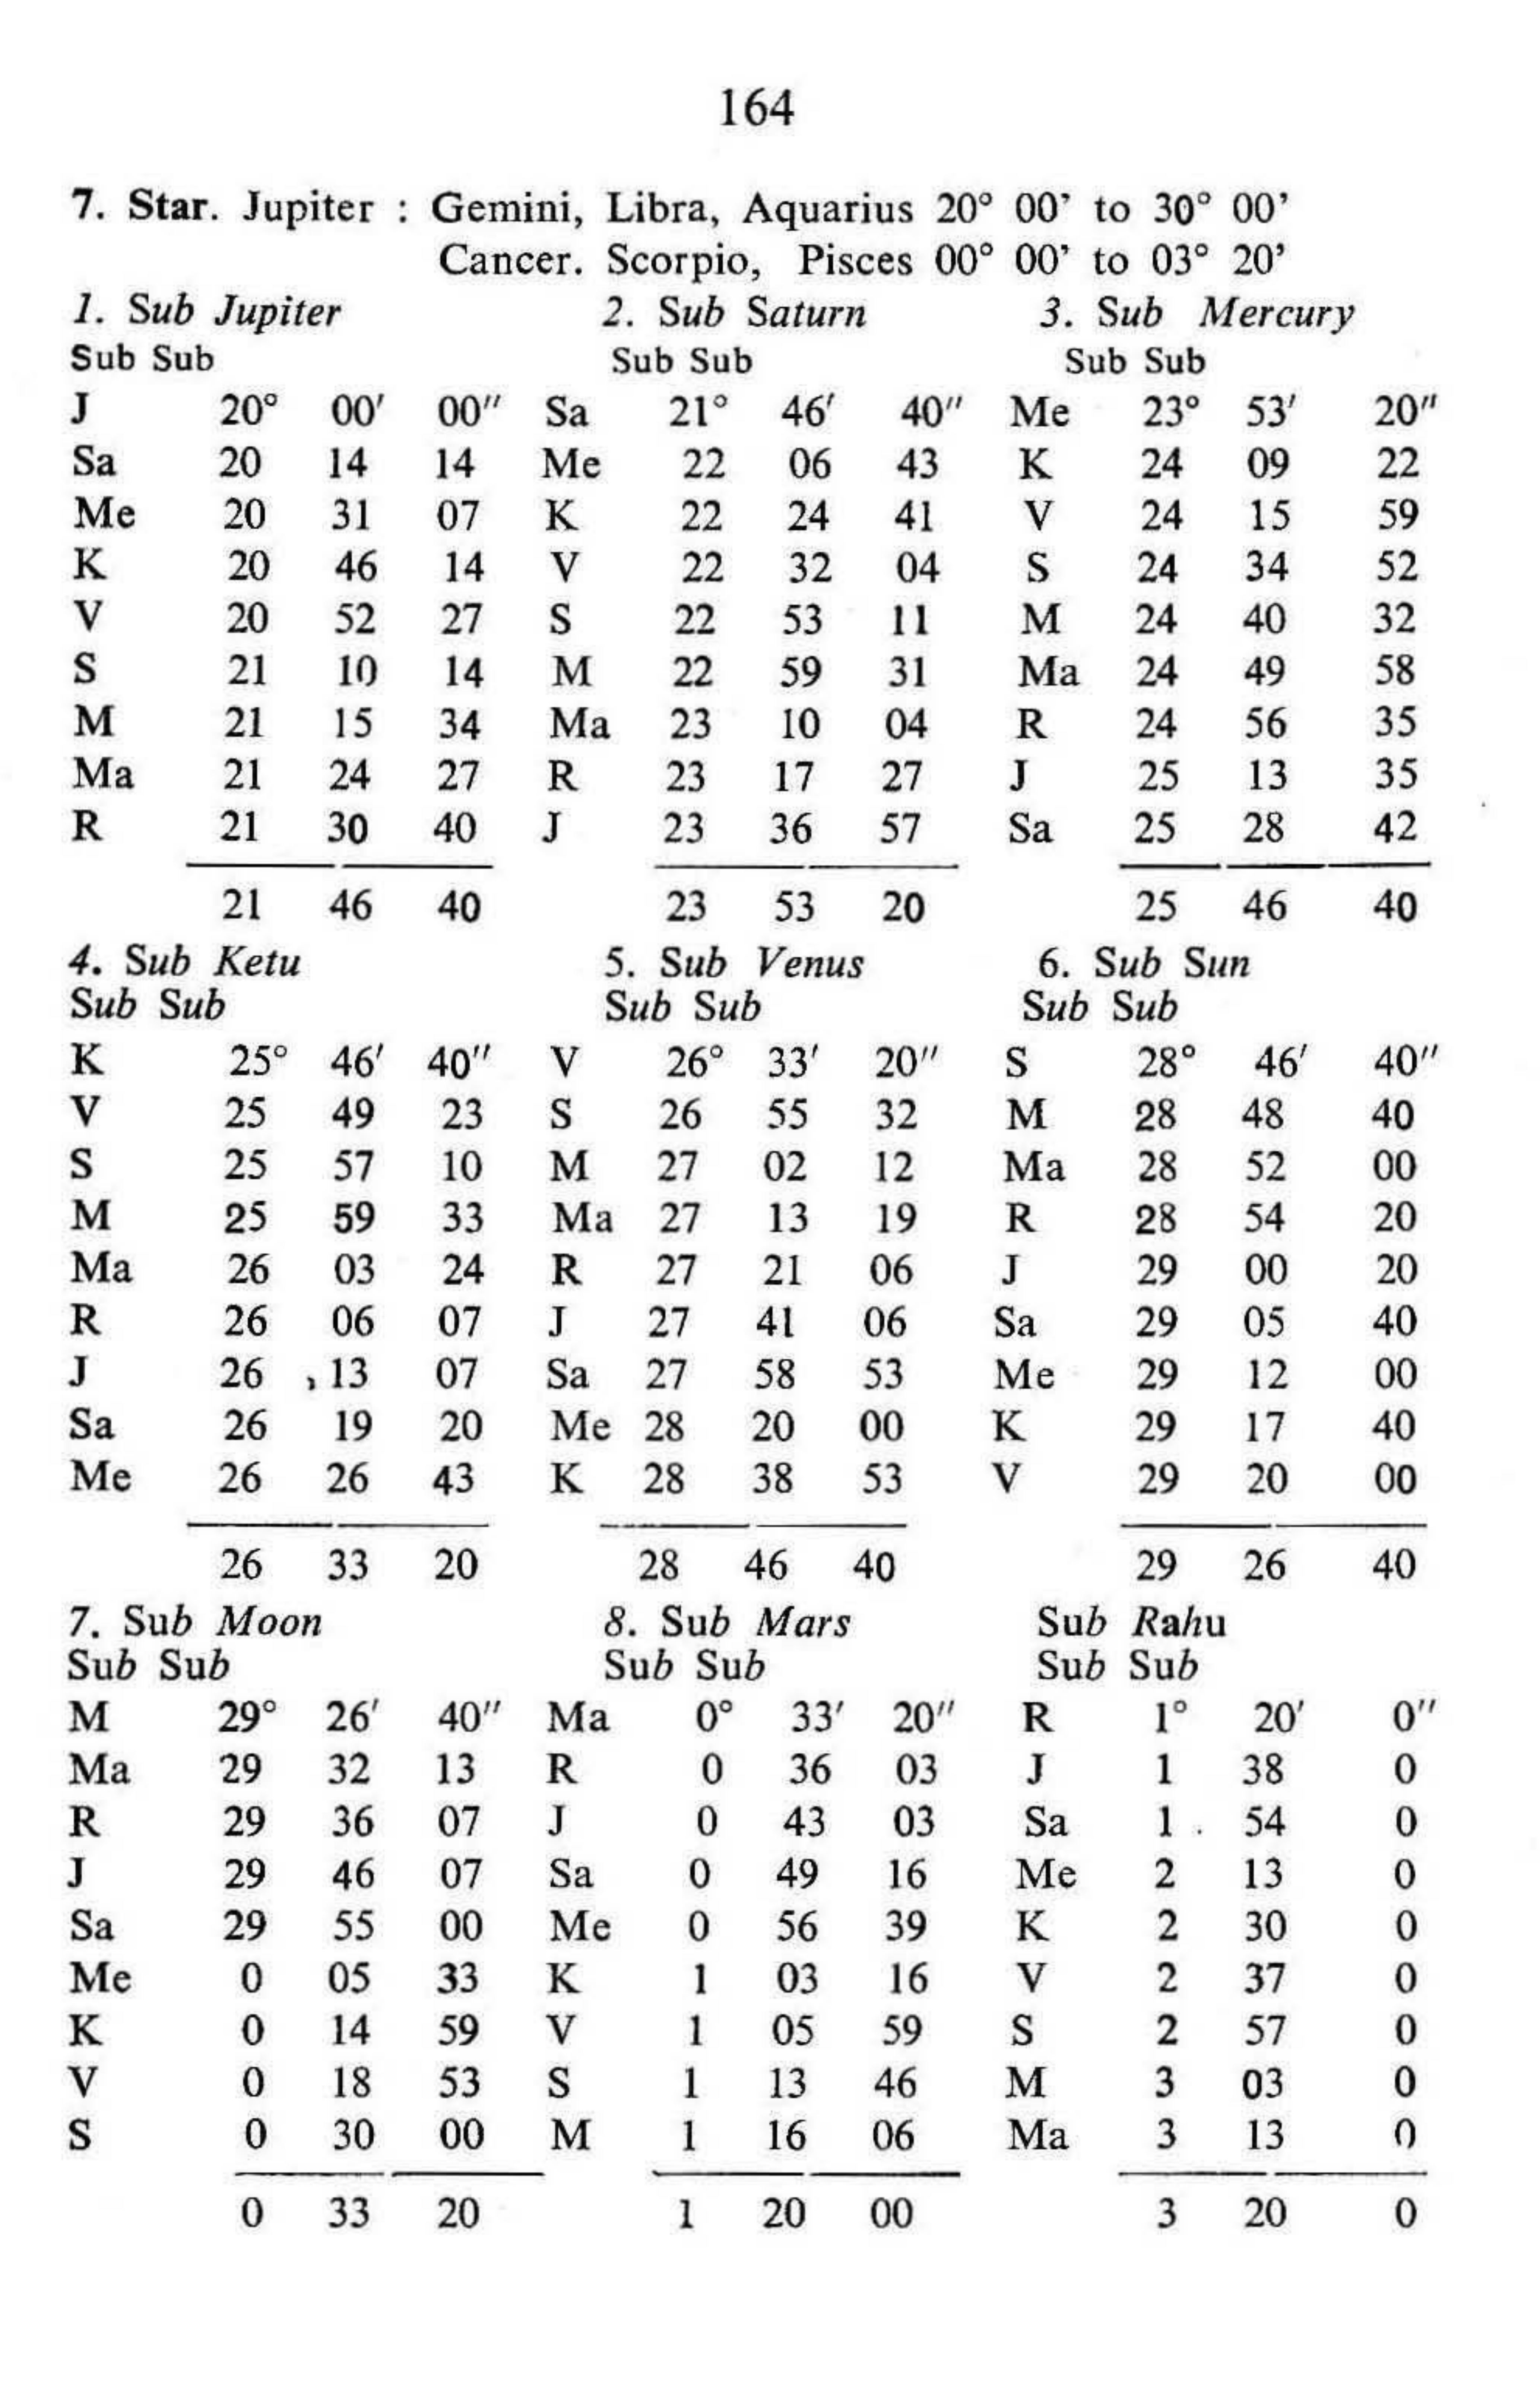 164
7. Star. Jupiter : Gemini, Libra, Aquarius 20° 00’ to 30° 00’
Cancer. Scorpio, Pisces 00° 00’ to 03° 20’
1. Sub Jupiter 2. Sub Saturn 3. Sub Mercury
Sub Sub Sub Sub Sub Sub
J 20° 00′ 00″ Sa 21° 46′ 40″ Me 23° 53′ 20″
Sa 20 14 14 Me 22 06 43 K 24 09 22
Me 20 31 07 K 22 24 41 V 24 15 59
K 20 46 14 V 22 32 04 S 24 34 52
V 20 52 27 S 22 53 11 M 24 40 32
S 21 10 14 M 22 59 31 Ma 24 49 58
M 21 15 34 Ma 23 10 04 R 24 56 35
Ma 21 24 27 R 23 17 27 J 25 13 35
R 21 30 40 J 23 36 57 Sa 25 28 42
21 46 40 23 53 20 25 46 40
4. Sub Ketu 5. Sub Venus 6. Sub Sun
Sub Sub Sub Sub Sub Sub
K 25° 46′ 40″ V 26° 33′ 20″ S 28° 46′ 40″
V 25 49 23 S 26 55 32 M 28 48 40
S 25 57 10 M 27 02 12 Ma 28 52 00
M 25 59 33 Ma 27 13 19 R 28 54 20
Ma 26 03 24 R 27 21 06 J 29 00 20
R 26 06 07 J 27 41 06 Sa 29 05 40
J 26 13 07 Sa 27 58 53 Me 29 12 00
Sa 26 19 20 Me 28 20 00 K 29 17 40
Me 26 26 43 K 28 38 53 V 29 20 00
26 33 20 28 46 40 29 26 40
7. Sub Moon 8. Sub Mars Sub Rahu
Sub Sub Sub Sub Sub Sub
M 29° 26′ 40″ Ma 0° 33′ 20″ R 1° 20′ 0″
Ma 29 32 13 R 0 36 03 J 1 38 0
R 29 36 07 J 0 43 03 Sa 1 54 0
J 29 46 07 Sa 0 49 16 Me 2 13 0
Sa 29 55 00 Me 0 56 39 K 2 30 0
Me 0 05 33 K 1 03 16 V 2 37 0
K 0 14 59 V 1 05 59 S 2 57 0
V 0 18 53 S 1 13 46 M 3 03 0
S 0 30 00 M 1 16 06 Ma 3 13 0
0 33 20 1 20 00 3 20 0